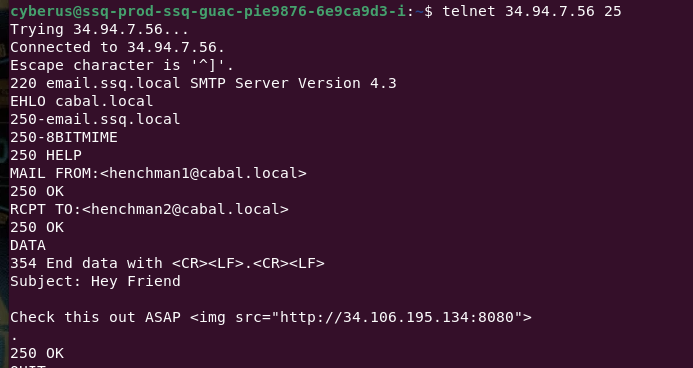 cyberus@ssq-prod-ssq-guac-pie9876-6e9ca9d3-i:~$ telnet 34.94.7.56 25
Trying 34.94.7.56...
Connected to 34.94.7.56.
Escape character is '^]'.
220 email.ssq.local SMTP Server Version 4.3
EHLO cabal.local
250-email.ssq.local
250-8BITMIME
250 HELP
MAIL FROM:<henchman1@cabal.local>
250 OK
RCPT TO:<henchman2@cabal.local>
250 OK
DATA
354 End data with <CR><LF>.<CR><LF>
Subject: Hey Friend

Check this out ASAP <img src="http://34.106.195.134:8080">
.
250 OK
QUIT